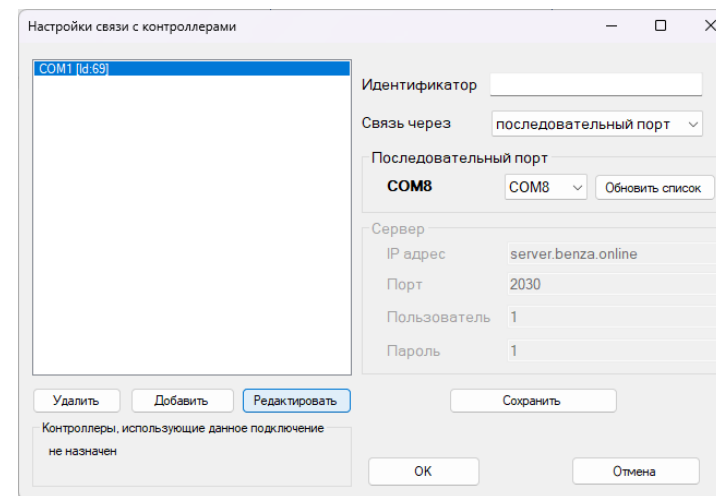 Настройки связи с контроллерами
COM1 [Id:69]
Идентификатор
Связь через последовательный порт
Последовательный порт
COM8 COM8 Обновить список
Сервер
IP адрес server.benza.online
Порт 2030
Пользователь 1
Пароль 1
Удалить Добавить Редактировать Сохранить
Контроллеры, использующие данное подключение
не назначен
OK Отмена